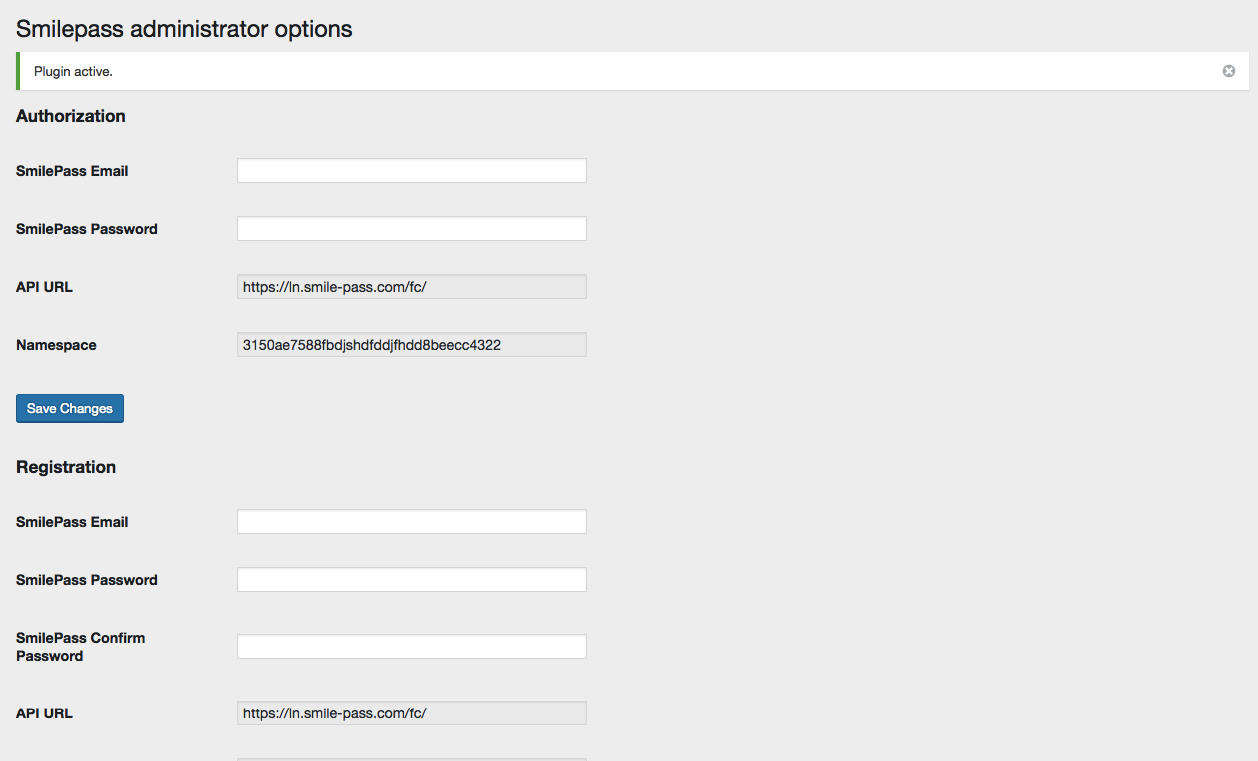 Smilepass administrator options
Plugin active.
Authorization
SmilePass Email
SmilePass Password
API URL
https://ln.smile-pass.com/fc/
Namespace
3150ae7588fbdjshdfddjfhdd8beecc4322
Save Changes
Registration
SmilePass Email
SmilePass Password
SmilePass Confirm
Password
API URL
https://ln.smile-pass.com/fc/